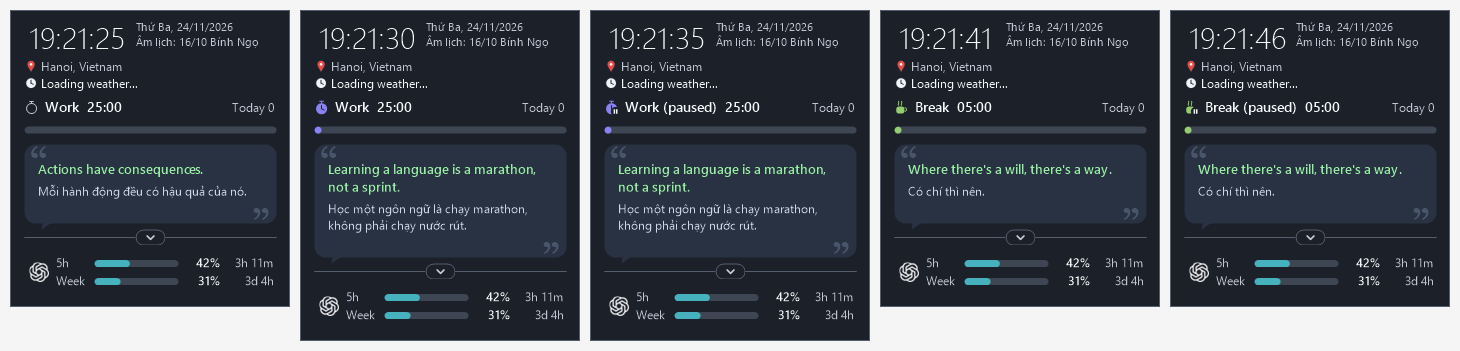 19:21:25
Thứ Ba, 24/11/2026
Âm lịch: 16/10 Bính Ngọ
Hanoi, Vietnam
Loading weather...
Work 25:00 Today 0
Actions have consequences.
Mỗi hành động đều có hậu quả của nó.
5h 42% 3h 11m
Week 31% 3d 4h
19:21:30
Thứ Ba, 24/11/2026
Âm lịch: 16/10 Bính Ngọ
Hanoi, Vietnam
Loading weather...
Work 25:00 Today 0
Learning a language is a marathon,
not a sprint.
Học một ngôn ngữ là chạy marathon,
không phải chạy nước rút.
5h 42% 3h 11m
Week 31% 3d 4h
19:21:35
Thứ Ba, 24/11/2026
Âm lịch: 16/10 Bính Ngọ
Hanoi, Vietnam
Loading weather...
Work (paused) 25:00 Today 0
Learning a language is a marathon,
not a sprint.
Học một ngôn ngữ là chạy marathon,
không phải chạy nước rút.
5h 42% 3h 11m
Week 31% 3d 4h
19:21:41
Thứ Ba, 24/11/2026
Âm lịch: 16/10 Bính Ngọ
Hanoi, Vietnam
Loading weather...
Break 05:00 Today 0
Where there's a will, there's a way.
Có chí thì nên.
5h 42% 3h 11m
Week 31% 3d 4h
19:21:46
Thứ Ba, 24/11/2026
Âm lịch: 16/10 Bính Ngọ
Hanoi, Vietnam
Loading weather...
Break (paused) 05:00 Today 0
Where there's a will, there's a way.
Có chí thì nên.
5h 42% 3h 11m
Week 31% 3d 4h